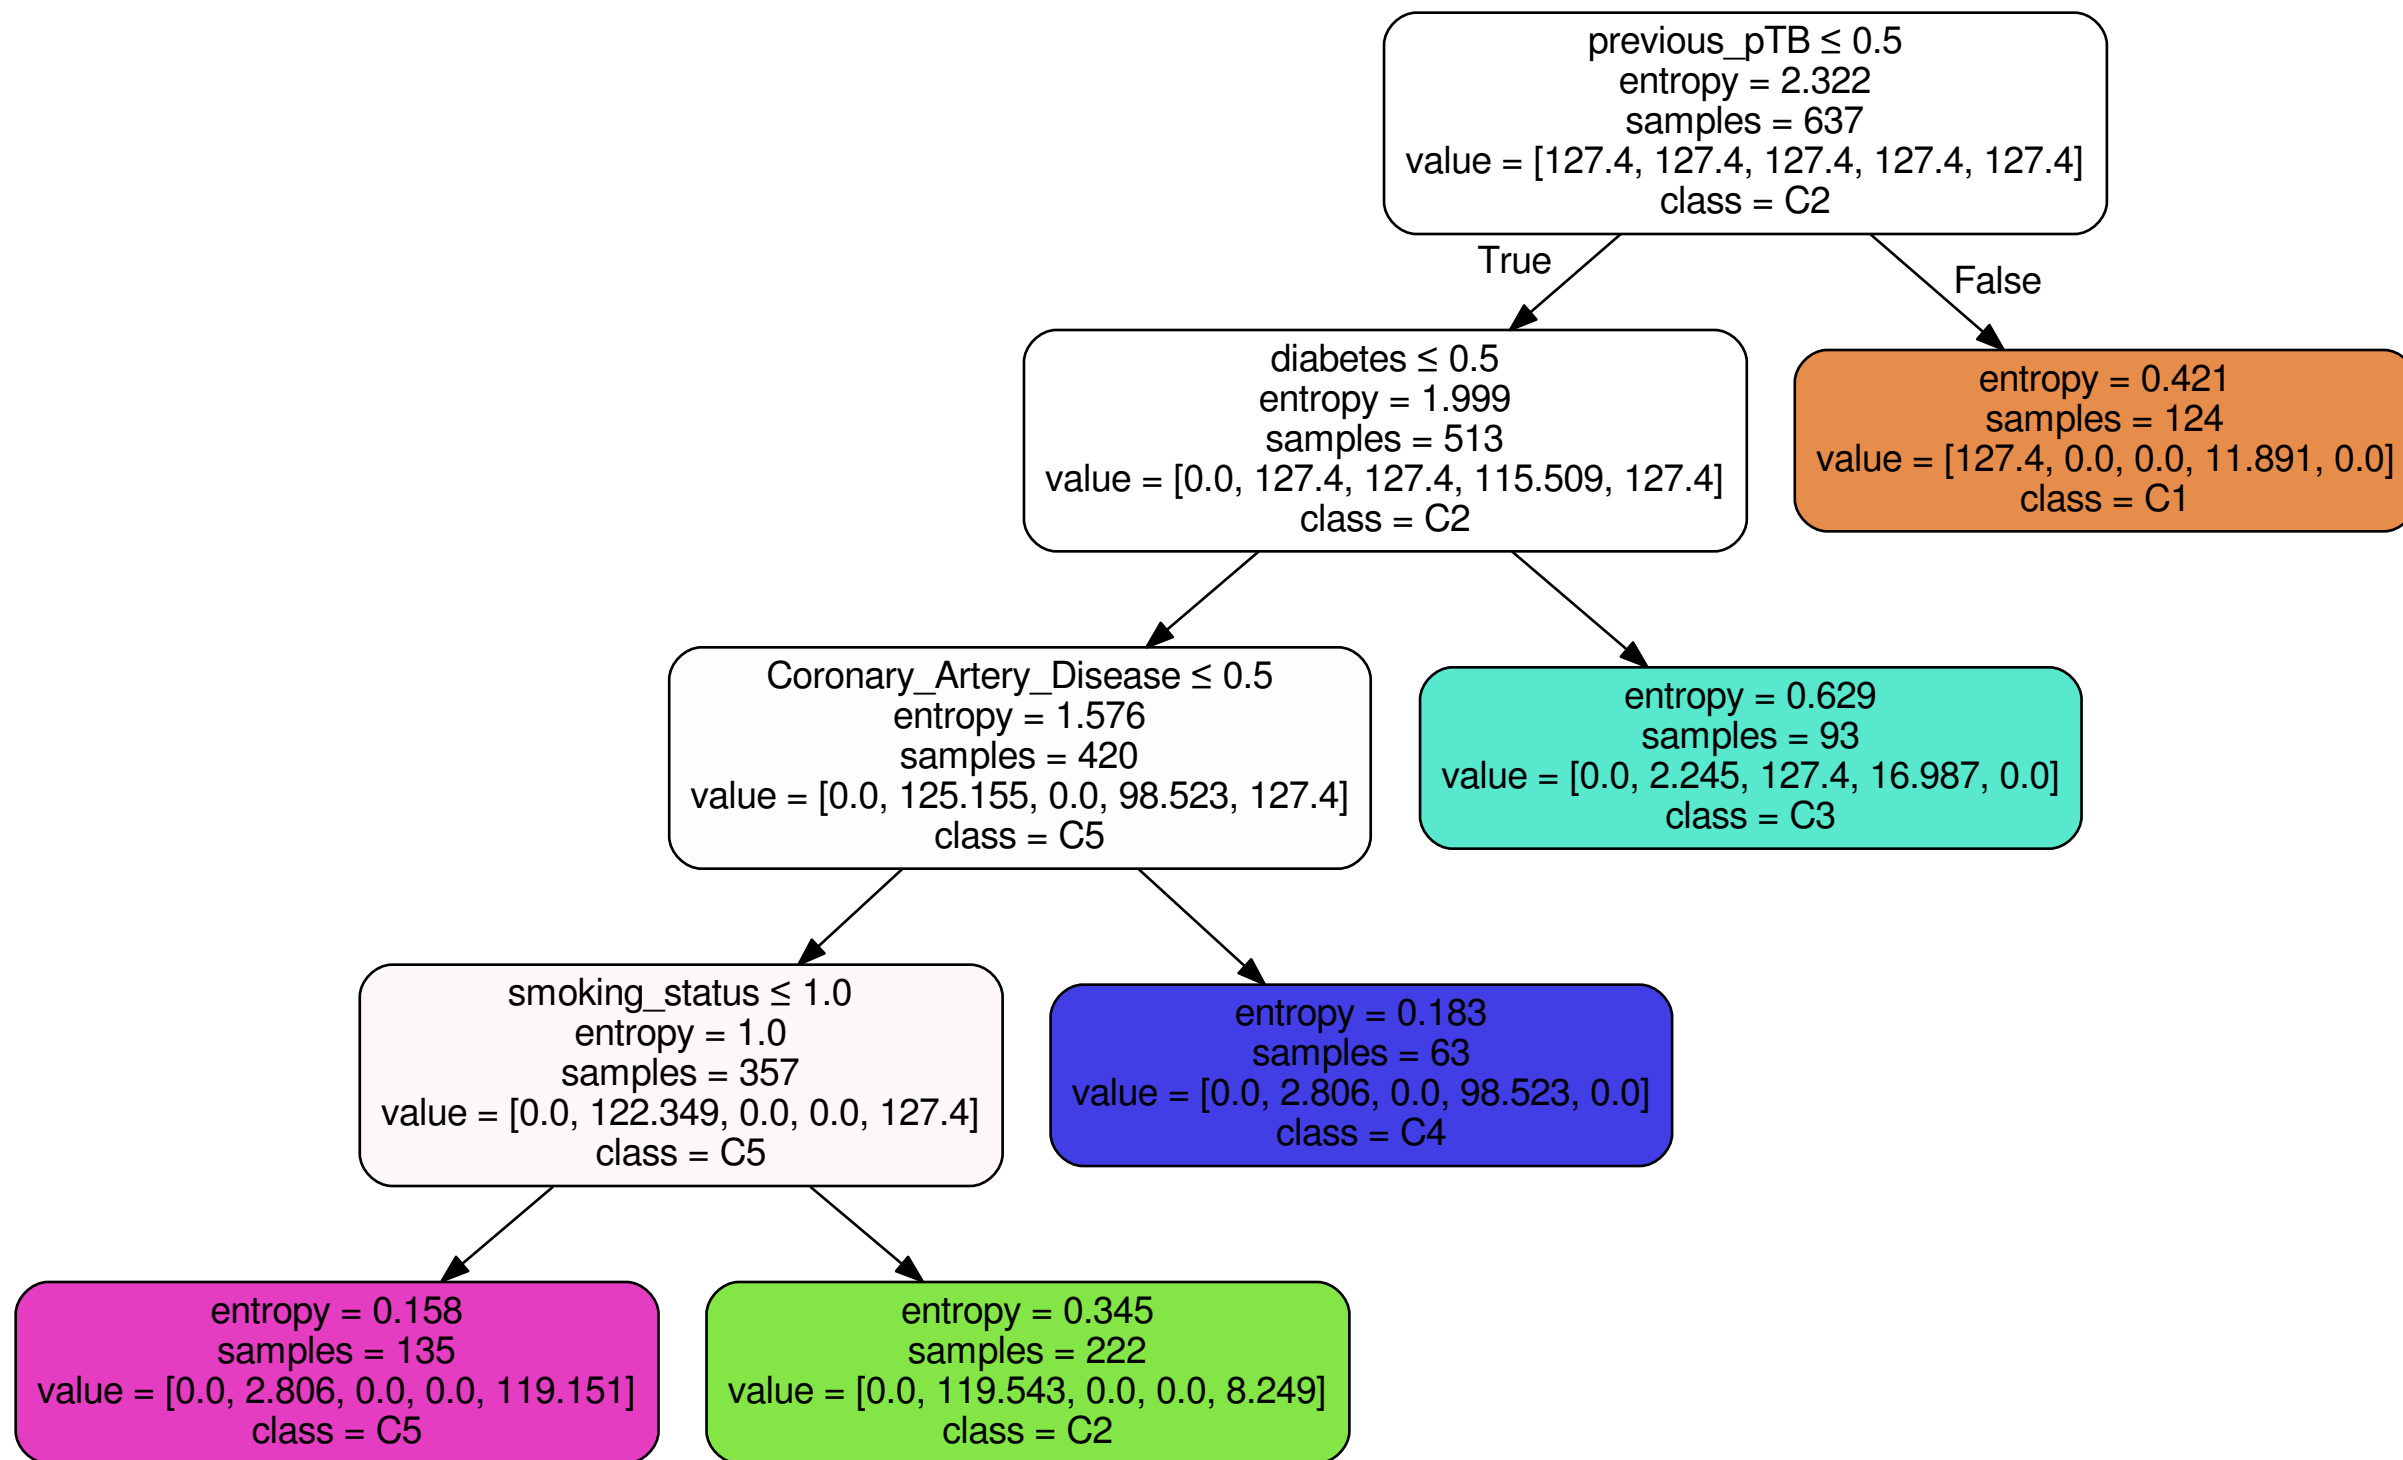 previous_pTB ≤ 0.5
entropy = 2.322
samples = 637
value = [127.4, 127.4, 127.4, 127.4, 127.4]
class = C2
True
False
diabetes ≤ 0.5
entropy = 1.999
samples = 513
value = [0.0, 127.4, 127.4, 115.509, 127.4]
class = C2
entropy = 0.421
samples = 124
value = [127.4, 0.0, 0.0, 11.891, 0.0]
class = C1
Coronary_Artery_Disease ≤ 0.5
entropy = 1.576
samples = 420
value = [0.0, 125.155, 0.0, 98.523, 127.4]
class = C5
entropy = 0.629
samples = 93
value = [0.0, 2.245, 127.4, 16.987, 0.0]
class = C3
smoking_status ≤ 1.0
entropy = 1.0
samples = 357
value = [0.0, 122.349, 0.0, 0.0, 127.4]
class = C5
entropy = 0.183
samples = 63
value = [0.0, 2.806, 0.0, 98.523, 0.0]
class = C4
entropy = 0.158
samples = 135
value = [0.0, 2.806, 0.0, 0.0, 119.151]
class = C5
entropy = 0.345
samples = 222
value = [0.0, 119.543, 0.0, 0.0, 8.249]
class = C2